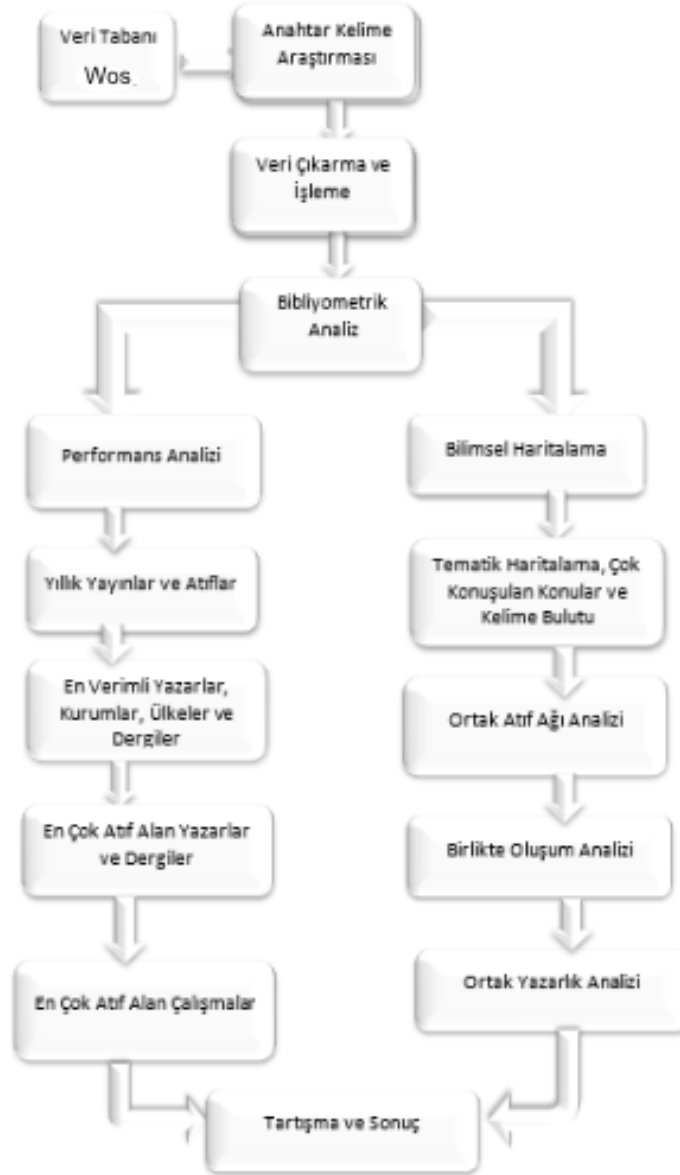 Veri Tabanı
Wos
Anahtar Kelime
Araştırması
Veri Çıkarma ve
İşleme
Bibliyometrik
Analiz
Performans Analizi
Yıllık Yayınlar ve Atıflar
En Verimli Yazarlar,
Kurumlar, Ülkeler ve
Dergiler
En Çok Atıf Alan Yazarlar
ve Dergiler
En Çok Atıf Alan Çalışmalar
Bilimsel Haritalama
Tematik Haritalama, Çok
Konuşulan Konular ve
Kelime Bulutu
Ortak Atıf Ağı Analizi
Birlikte Oluşum Analizi
Ortak Yazarlık Analizi
Tartışma ve Sonuç